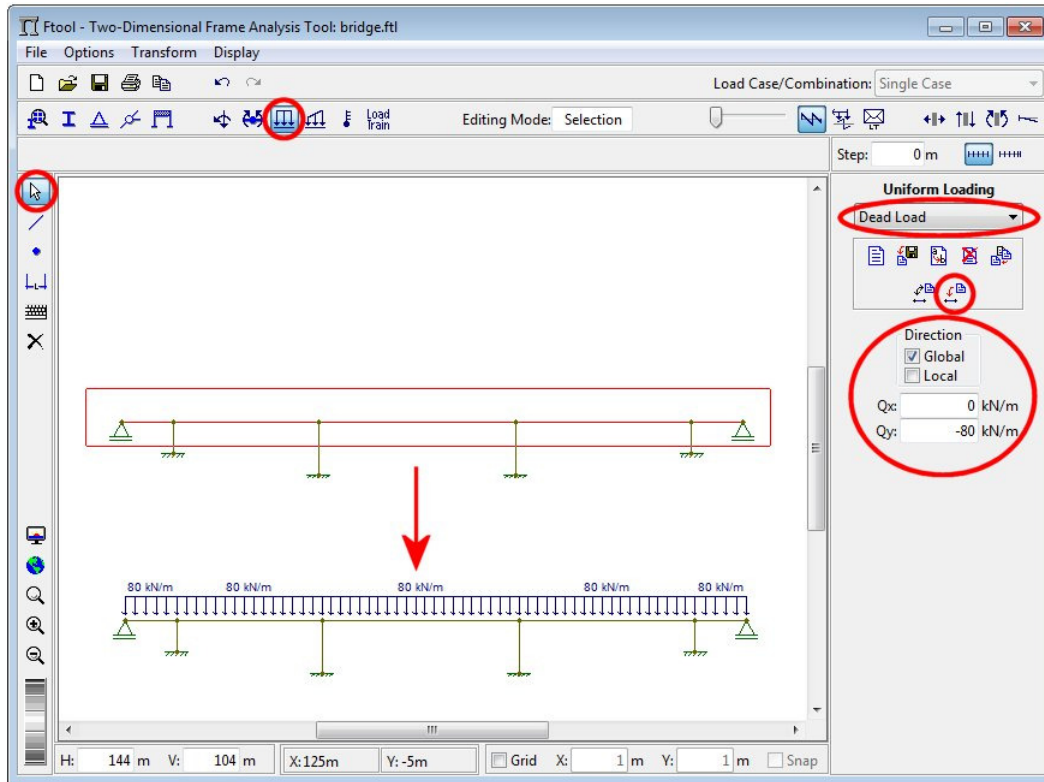 Ftool - Two-Dimensional Frame Analysis Tool: bridge.ftl
File Options Transform Display
Load Case/Combination: Single Case
Load Train
Editing Mode: Selection
LT
Step: 0 m
Uniform Loading
Dead Load
Direction
Global
Local
Qx: 0 kN/m
Qy: -80 kN/m
80 kN/m 80 kN/m 80 kN/m 80 kN/m 80 kN/m
H: 144 m V: 104 m X:125m Y: -5m Grid X: 1 m Y: 1 m Snap